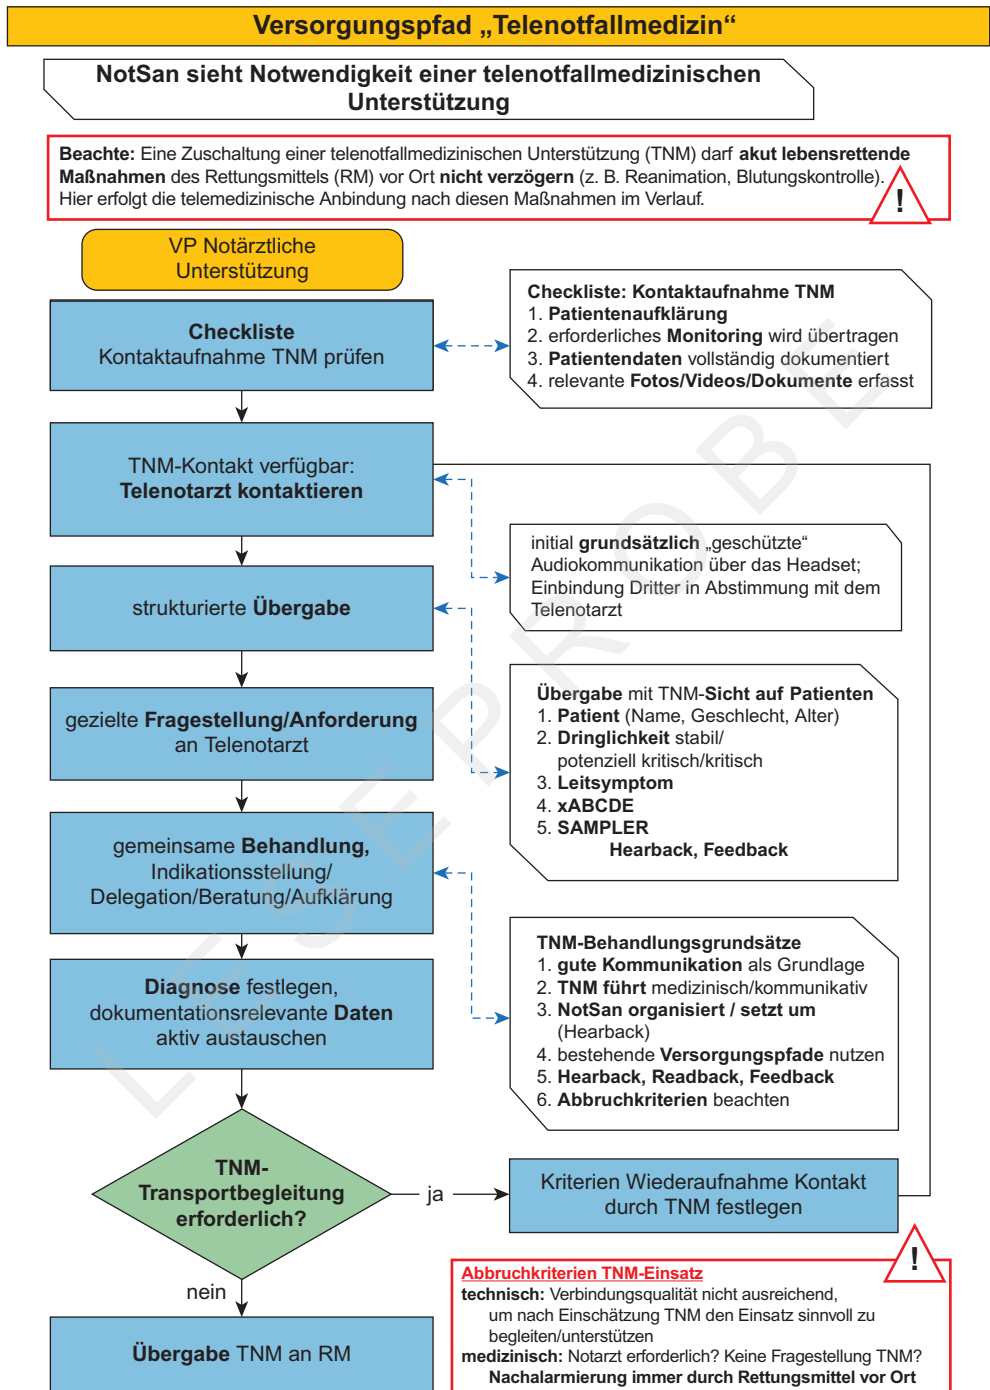 Versorgungspfad „Telenotfallmedizin“
NotSan sieht Notwendigkeit einer telenotfallmedizinischen
Unterstützung
Beachte: Eine Zuschaltung einer telenotfallmedizinischen Unterstützung (TNM) darf akut lebensrettende
Maßnahmen des Rettungsmittels (RM) vor Ort nicht verzögern (z. B. Reanimation, Blutungskontrolle).
Hier erfolgt die telemedizinische Anbindung nach diesen Maßnahmen im Verlauf.
!
VP Notärztliche
Unterstützung
Checkliste
Kontaktaufnahme TNM prüfen
Checkliste: Kontaktaufnahme TNM
1. Patientenaufklärung
2. erforderliches Monitoring wird übertragen
3. Patientendaten vollständig dokumentiert
4. relevante Fotos/Videos/Dokumente erfasst
TNM-Kontakt verfügbar:
Telenotarzt kontaktieren
initial grundsätzlich „geschützte“
Audiokommunikation über das Headset;
Einbindung Dritter in Abstimmung mit dem
Telenotarzt
strukturierte Übergabe
Übergabe mit TNM-Sicht auf Patienten
1. Patient (Name, Geschlecht, Alter)
2. Dringlichkeit stabil/
potenziell kritisch/kritisch
3. Leitsymptom
4. xABCDE
5. SAMPLER
Hearback, Feedback
gezielte Fragestellung/Anforderung
an Telenotarzt
gemeinsame Behandlung,
Indikationsstellung/
Delegation/Beratung/Aufklärung
TNM-Behandlungsgrundsätze
1. gute Kommunikation als Grundlage
2. TNM führt medizinisch/kommunikativ
3. NotSan organisiert / setzt um
(Hearback)
4. bestehende Versorgungspfade nutzen
5. Hearback, Readback, Feedback
6. Abbruchkriterien beachten
Diagnose festlegen,
dokumentationsrelevante Daten
aktiv austauschen
TNM-
Transportbegleitung
erforderlich?
ja
Kriterien Wiederaufnahme Kontakt
durch TNM festlegen
nein
Übergabe TNM an RM
!
Abbruchkriterien TNM-Einsatz
technisch: Verbindungsqualität nicht ausreichend,
um nach Einschätzung TNM den Einsatz sinnvoll zu
begleiten/unterstützen
medizinisch: Notarzt erforderlich? Keine Fragestellung TNM?
Nachalarmierung immer durch Rettungsmittel vor Ort
LESEPROBE